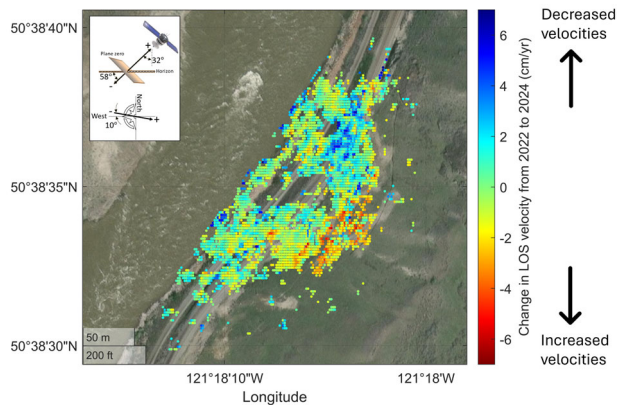 50°38'40"N
50°38'35"N
50°38'30"N
121°18'10"W
121°18'W
Longitude
50 m
200 ft
Plane zero
+
32°
58°
Horizon
-
North
West
10°
+
6
4
2
0
-2
-4
-6
Change in LOS velocity from 2022 to 2024 (cm/yr)
Decreased
velocities
Increased
velocities